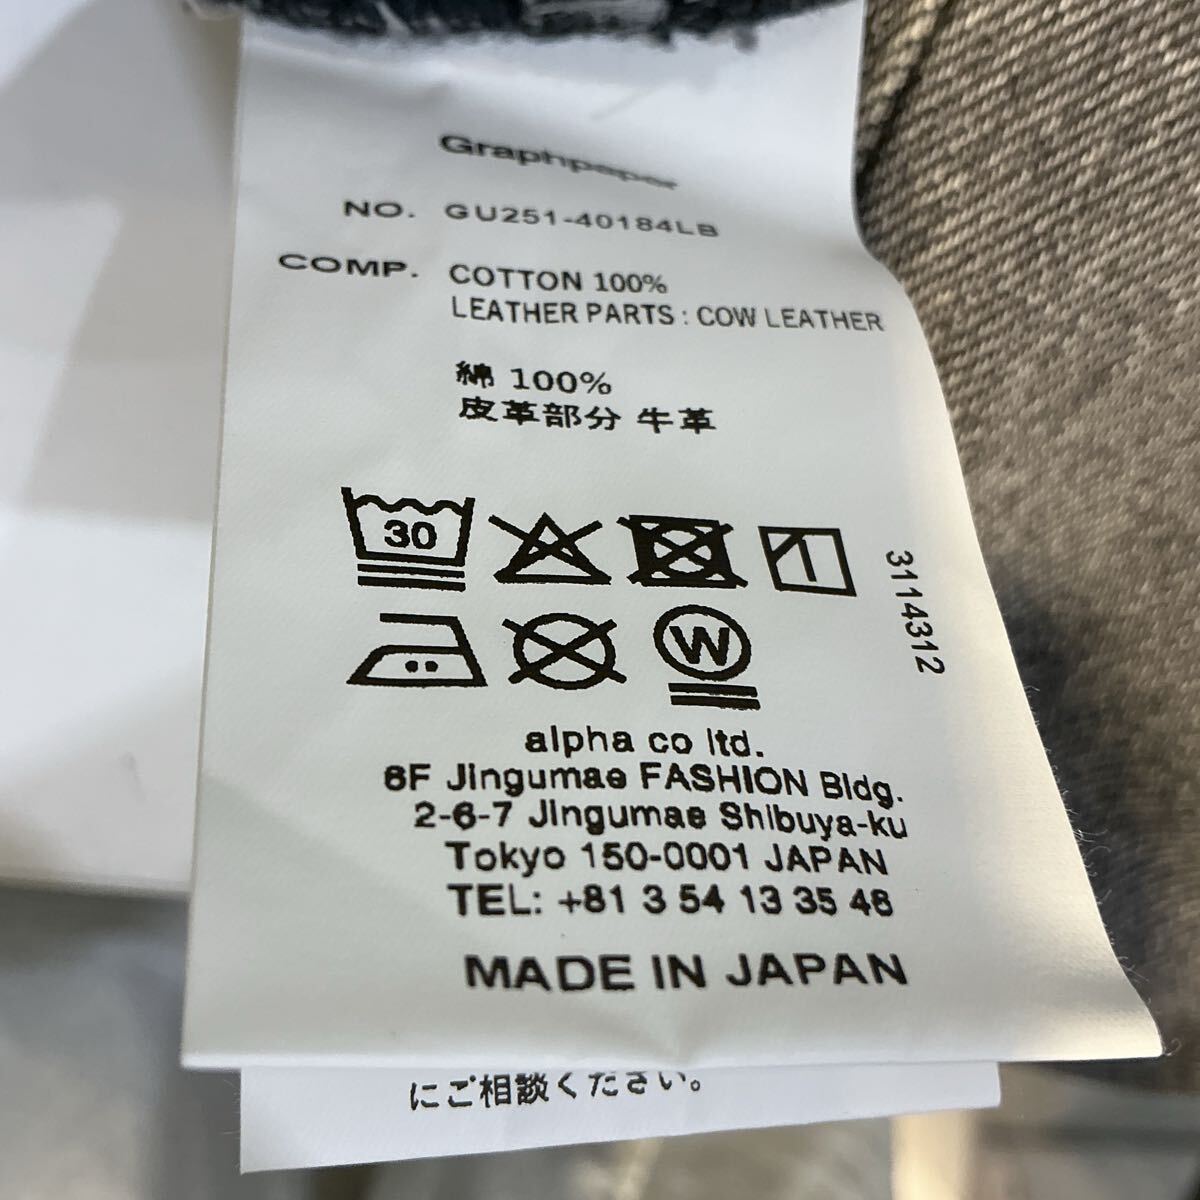 Graphpaper
NO. GU251-40184LB
COMP. COTTON 100%
LEATHER PARTS : COW LEATHER
綿 100%
皮革部分 牛革
30
W
3114312
alpha co ltd.
6F Jingumae FASHION Bldg.
2-6-7 Jingumae Shibuya-ku
Tokyo 150-0001 JAPAN
TEL: +81 3 54 13 35 48
MADE IN JAPAN
にご相談ください。